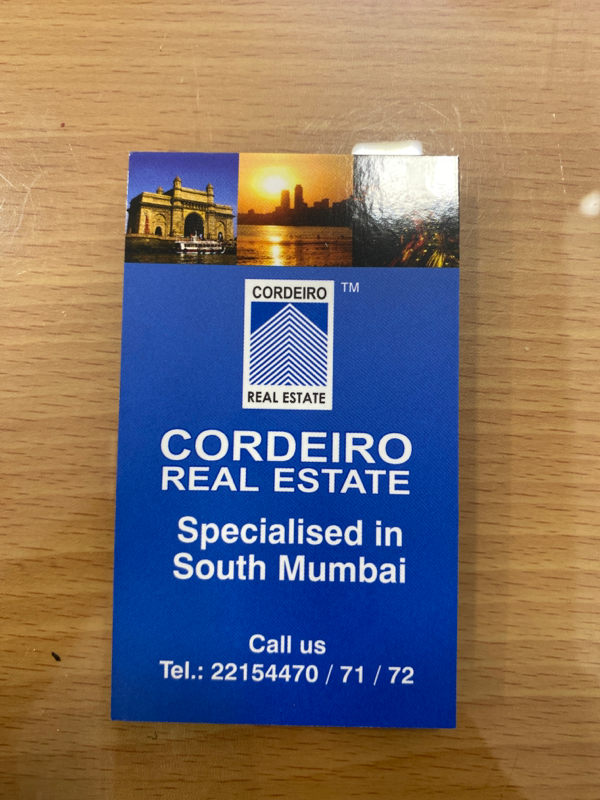 CORDEIRO
TM
REAL ESTATE
CORDEIRO
REAL ESTATE
Specialised in
South Mumbai
Call us
Tel.: 22154470 / 71 / 72